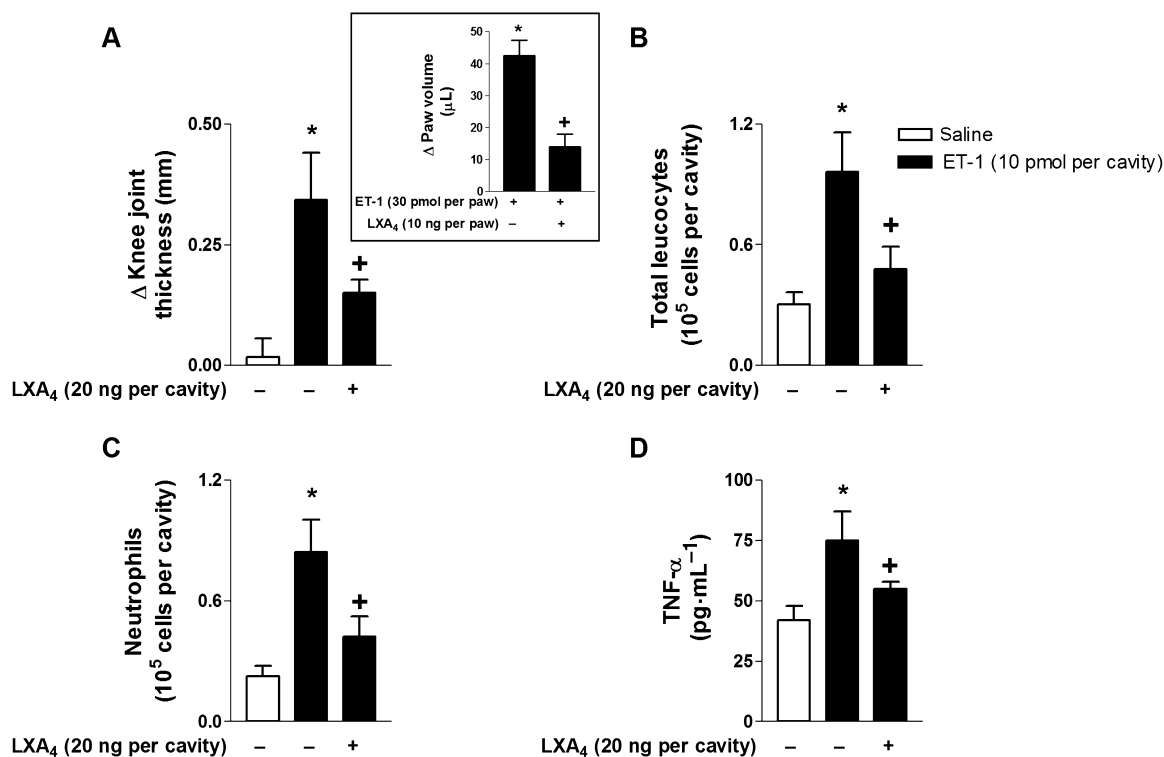 A
Δ Knee joint
thickness (mm)
0.50
0.25
0.00
*
+
LXA4 (20 ng per cavity) – – +
Δ Paw volume
(μL)
50
40
30
20
10
0
*
+
ET-1 (30 pmol per paw) + +
LXA4 (10 ng per paw) – +
B
Total leucocytes
(10⁵ cells per cavity)
1.2
0.6
0.0
*
+
LXA4 (20 ng per cavity) – – +
Saline
ET-1 (10 pmol per cavity)
C
Neutrophils
(10⁵ cells per cavity)
1.2
0.6
0.0
*
+
LXA4 (20 ng per cavity) – – +
D
TNF-α
(pg·mL⁻¹)
100
75
50
25
0
*
+
LXA4 (20 ng per cavity) – – +